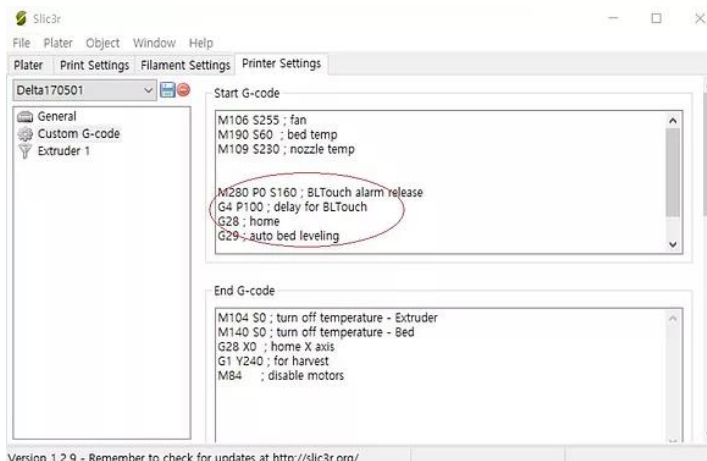 Slic3r
File Plater Object Window Help
Plater Print Settings Filament Settings Printer Settings
Delta170501
General
Custom G-code
Extruder 1
Start G-code
M106 S255 ; fan
M190 S60 ; bed temp
M109 S230 ; nozzle temp
M280 P0 S160 ; BLTouch alarm release
G4 P100 ; delay for BLTouch
G28 ; home
G29 ; auto bed leveling
End G-code
M104 S0 ; turn off temperature - Extruder
M140 S0 ; turn off temperature - Bed
G28 X0 ; home X axis
G1 Y240 ; for harvest
M84 ; disable motors
Version 1.2.9 - Remember to check for updates at http://slic3r.org/